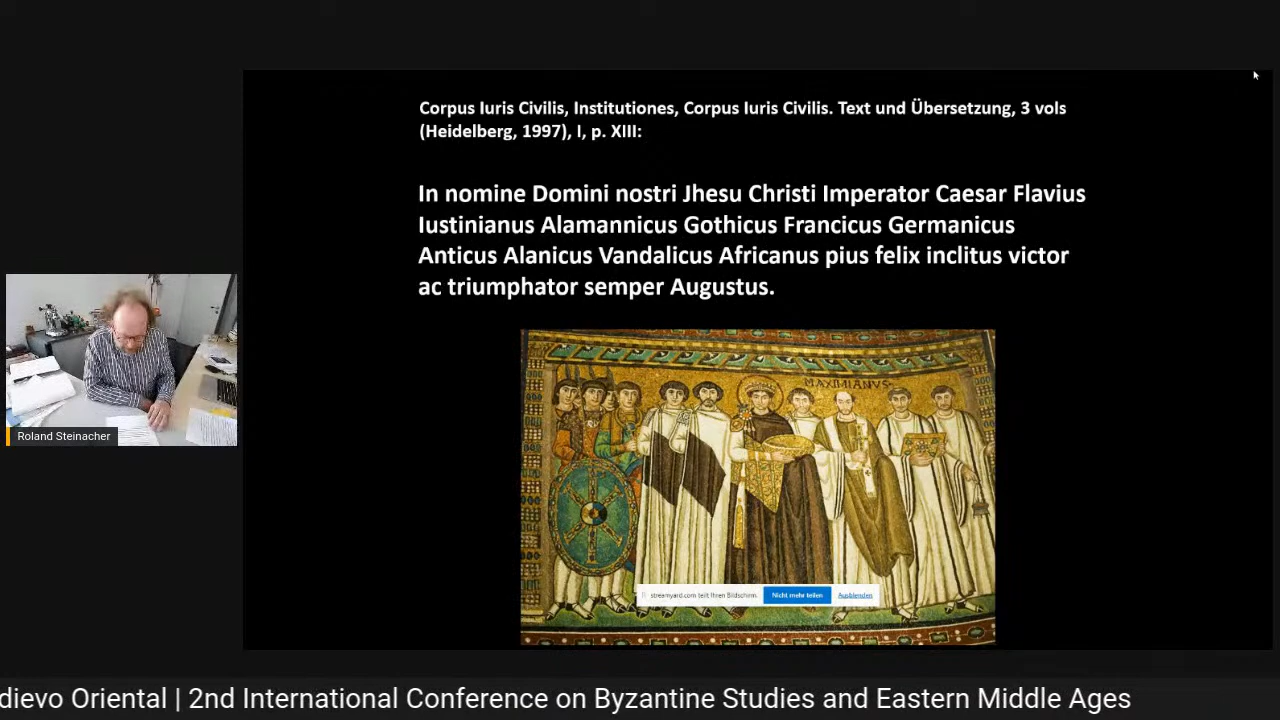 Corpus Iuris Civilis, Institutiones, Corpus Iuris Civilis. Text und Übersetzung, 3 vols
(Heidelberg, 1997), I, p. XIII:
In nomine Domini nostri Jhesu Christi Imperator Caesar Flavius
Iustinianus Alamannicus Gothicus Francicus Germanicus
Anticus Alanicus Vandalicus Africanus pius felix inclitus victor
ac triumphator semper Augustus.
MAXIMIANVS
Roland Steinacher
streamyard.com teilt Ihren Bildschirm.
Nicht mehr teilen
Ausblenden
dievo Oriental | 2nd International Conference on Byzantine Studies and Eastern Middle Ages